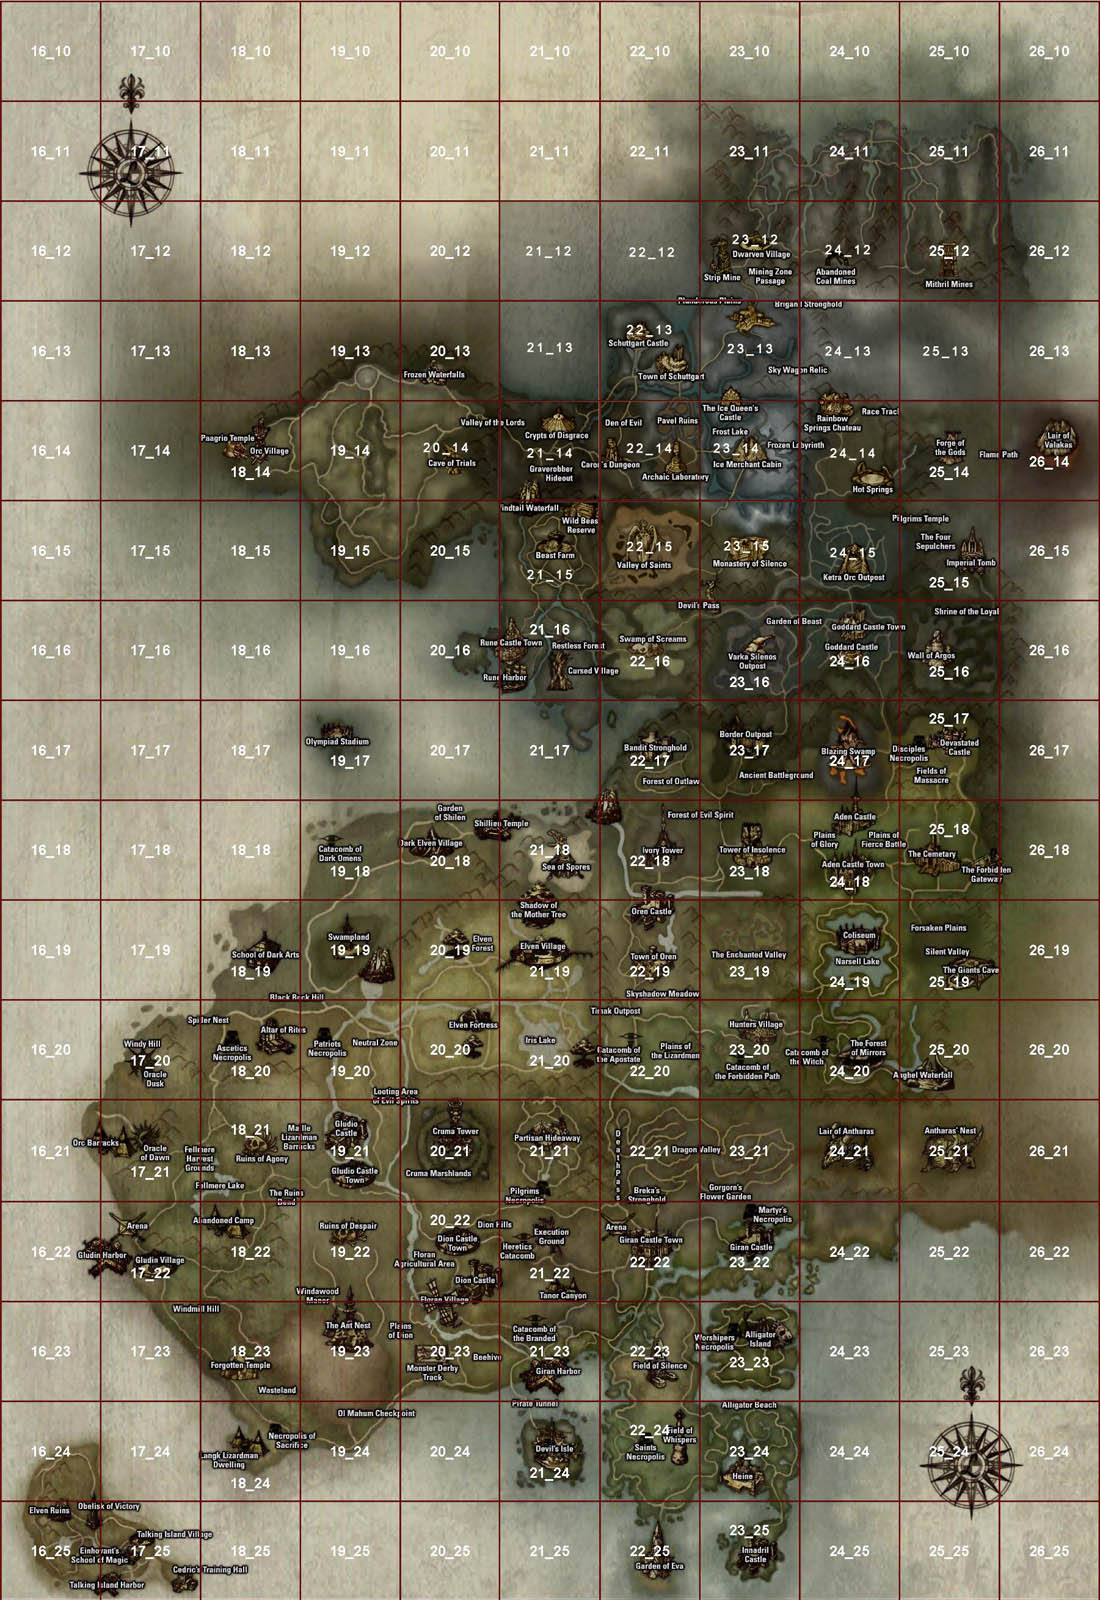 16_10 17_10 18_10 19_10 20_10 21_10 22_10 23_10 24_10 25_10 26_10
16_11 17_11 18_11 19_11 20_11 21_11 22_11 23_11 24_11 25_11 26_11
16_12 17_12 18_12 19_12 20_12 21_12 22_12 23_12 24_12 25_12 26_12
Dwarven Village
Strip Mine
Mining Zone
Passage
Abandoned
Coal Mines
Mithril Mines
Plunderous Plains
Brigand Stronghold
16_13 17_13 18_13 19_13 20_13 21_13 22_13 23_13 24_13 25_13 26_13
Schuttgart Castle
Town of Schuttgart
Frozen Waterfalls
Sky Wagon Relic
16_14 17_14 18_14 19_14 20_14 21_14 22_14 23_14 24_14 25_14 26_14
Paagrio Temple
Orc Village
Cave of Trials
Valley of the Lords
Crypts of Disgrace
Graverobber
Hideout
Den of Evil
Pavel Ruins
Caron's Dungeon
Archaic Laboratory
The Ice Queen's
Castle
Frost Lake
Frozen Labyrinth
Ice Merchant Cabin
Rainbow
Springs Chateau
Race Track
Hot Springs
Forge of
the Gods
Flame Path
Lair of
Valakas
16_15 17_15 18_15 19_15 20_15 21_15 22_15 23_15 24_15 25_15 26_15
Windtail Waterfall
Wild Beast
Reserve
Beast Farm
Valley of Saints
Monastery of Silence
Ketra Orc Outpost
Pilgrims Temple
The Four
Sepulchers
Imperial Tomb
Devil's Pass
16_16 17_16 18_16 19_16 20_16 21_16 22_16 23_16 24_16 25_16 26_16
Rune Castle Town
Restless Forest
Cursed Village
Rune Harbor
Swamp of Screams
Garden of Beast
Varka Silenos
Outpost
Goddard Castle Town
Goddard Castle
Shrine of the Loyal
Wall of Argos
16_17 17_17 18_17 19_17 20_17 21_17 22_17 23_17 24_17 25_17 26_17
Olympiad Stadium
Bandit Stronghold
Forest of Outlaw
Border Outpost
Ancient Battleground
Blazing Swamp
Disciples
Necropolis
Devastated
Castle
Fields of
Massacre
16_18 17_18 18_18 19_18 20_18 21_18 22_18 23_18 24_18 25_18 26_18
Garden
of Shilen
Shillien Temple
Catacomb of
Dark Omens
Dark Elven Village
Sea of Spores
Forest of Evil Spirit
Ivory Tower
Tower of Insolence
Aden Castle
Plains
of Glory
Plains of
Fierce Battle
Aden Castle Town
The Cemetary
The Forbidden
Gateway
16_19 17_19 18_19 19_19 20_19 21_19 22_19 23_19 24_19 25_19 26_19
Shadow of
the Mother Tree
School of Dark Arts
Swampland
Elven
Forest
Elven Village
Oren Castle
Town of Oren
Skyshadow Meadow
The Enchanted Valley
Coliseum
Narsell Lake
Forsaken Plains
Silent Valley
The Giants Cave
Black Rock Hill
16_20 17_20 18_20 19_20 20_20 21_20 22_20 23_20 24_20 25_20 26_20
Spider Nest
Windy Hill
Oracle
Dusk
Altar of Rites
Ascetics
Necropolis
Patriots
Necropolis
Neutral Zone
Elven Fortress
Iris Lake
Timak Outpost
Catacomb of
the Apostate
Plains of
the Lizardmen
Hunters Village
Catacomb of
the Forbidden Path
Catacomb of
the Witch
The Forest
of Mirrors
Anghel Waterfall
Looting Area
of Evil Spirits
16_21 17_21 18_21 19_21 20_21 21_21 22_21 23_21 24_21 25_21 26_21
Orc Barracks
Oracle
of Dawn
Fellmere
Harvest
Grounds
Fellmere Lake
Ruins of Agony
Maille
Lizardman
Barracks
The Ruins
Bend
Gludio
Castle
Gludio Castle
Town
Cruma Tower
Cruma Marshlands
Partisan Hideaway
Pilgrims
Necropolis
Death Pass
Dragon Valley
Breka's
Stronghold
Gorgon's
Flower Garden
Lair of Antharas
Antharas' Nest
16_22 17_22 18_22 19_22 20_22 21_22 22_22 23_22 24_22 25_22 26_22
Arena
Gludin Harbor
Gludin Village
Abandoned Camp
Ruins of Despair
Dion Castle
Town
Dion Hills
Floran
Agricultural Area
Heretics
Catacomb
Execution
Ground
Dion Castle
Floran Village
Tanor Canyon
Arena
Giran Castle Town
Martyr's
Necropolis
Giran Castle
Windawood
Manor
Windmill Hill
16_23 17_23 18_23 19_23 20_23 21_23 22_23 23_23 24_23 25_23 26_23
The Ant Nest
Plains
of Dion
Forgotten Temple
Wasteland
Monster Derby
Track
Beehive
Catacomb of
the Branded
Giran Harbor
Field of Silence
Worshipers
Necropolis
Alligator
Island
Pirate Tunnel
Alligator Beach
16_24 17_24 18_24 19_24 20_24 21_24 22_24 23_24 24_24 25_24 26_24
Ol Mahum Checkpoint
Necropolis of
Sacrifice
Langk Lizardman
Dwelling
Devil's Isle
Field of
Whispers
Saints
Necropolis
Heine
16_25 17_25 18_25 19_25 20_25 21_25 22_25 23_25 24_25 25_25 26_25
Elven Ruins
Obelisk of Victory
Talking Island Village
Einhovant's
School of Magic
Cedric's Training Hall
Talking Island Harbor
Garden of Eva
Innadril
Castle